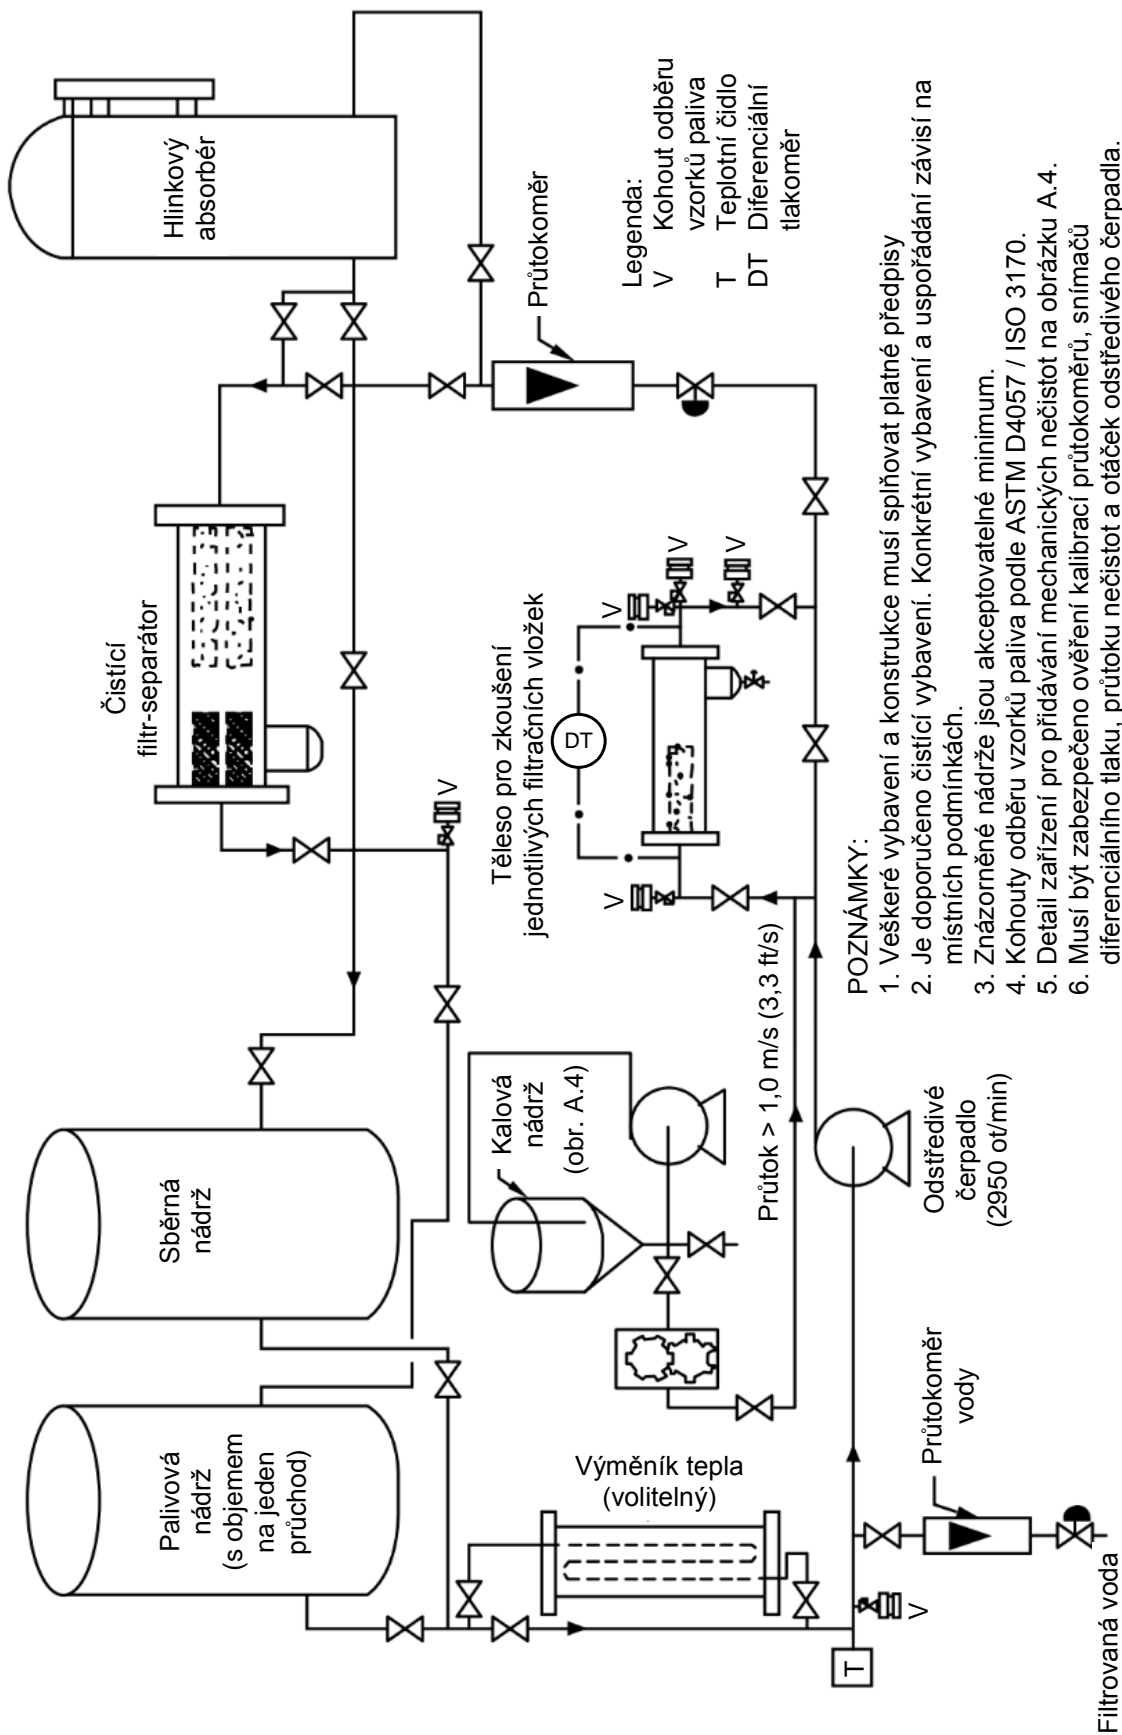 Palivová
nádrž
(s objemem
na jeden
průchod)
Sběrná
nádrž
Čistící
filtr-separátor
Hlinkový
absorbér
V
Výměník tepla
(volitelný)
Kalová
nádrž
(obr. A.4)
Těleso pro zkoušení
jednotlivých filtračních vložek
DT
V
V
V
V
Průtokoměr
Legenda:
V Kohout odběru
vzorků paliva
T Teplotní čidlo
DT Diferenciální
tlakoměr
Průtok > 1,0 m/s (3,3 ft/s)
T
V
Filtrovaná voda
Průtokoměr
vody
Odstředivé
čerpadlo
(2950 ot/min)
POZNÁMKY:
1. Veškeré vybavení a konstrukce musí splňovat platné předpisy
2. Je doporučeno čistící vybavení. Konkrétní vybavení a uspořádání závisí na
místních podmínkách.
3. Znázorněné nádrže jsou akceptovatelné minimum.
4. Kohouty odběru vzorků paliva podle ASTM D4057 / ISO 3170.
5. Detail zařízení pro přidávání mechanických nečistot na obrázku A.4.
6. Musí být zabezpečeno ověření kalibrací průtokoměrů, snímačů
diferenciálního tlaku, průtoku nečistot a otáček odstředivého čerpadla.